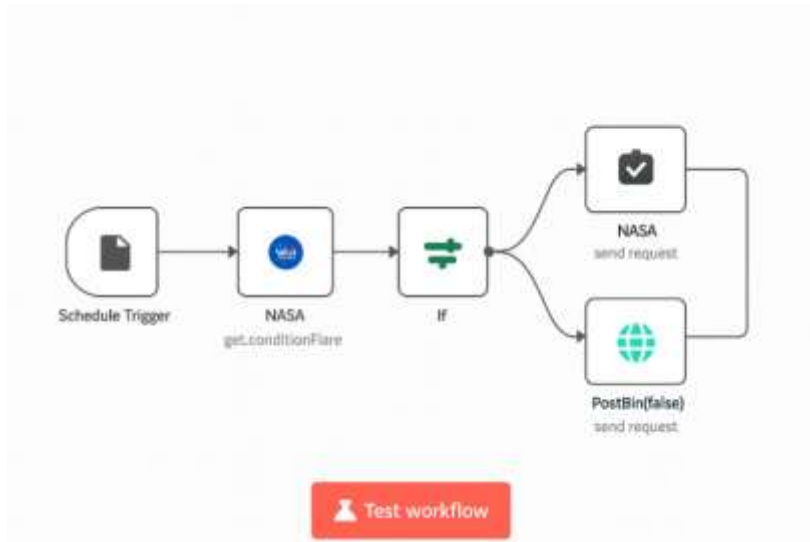 Schedule Trigger
NASA
get.conditionFlare
If
NASA
send request
PostBin(false)
send request
Test workflow